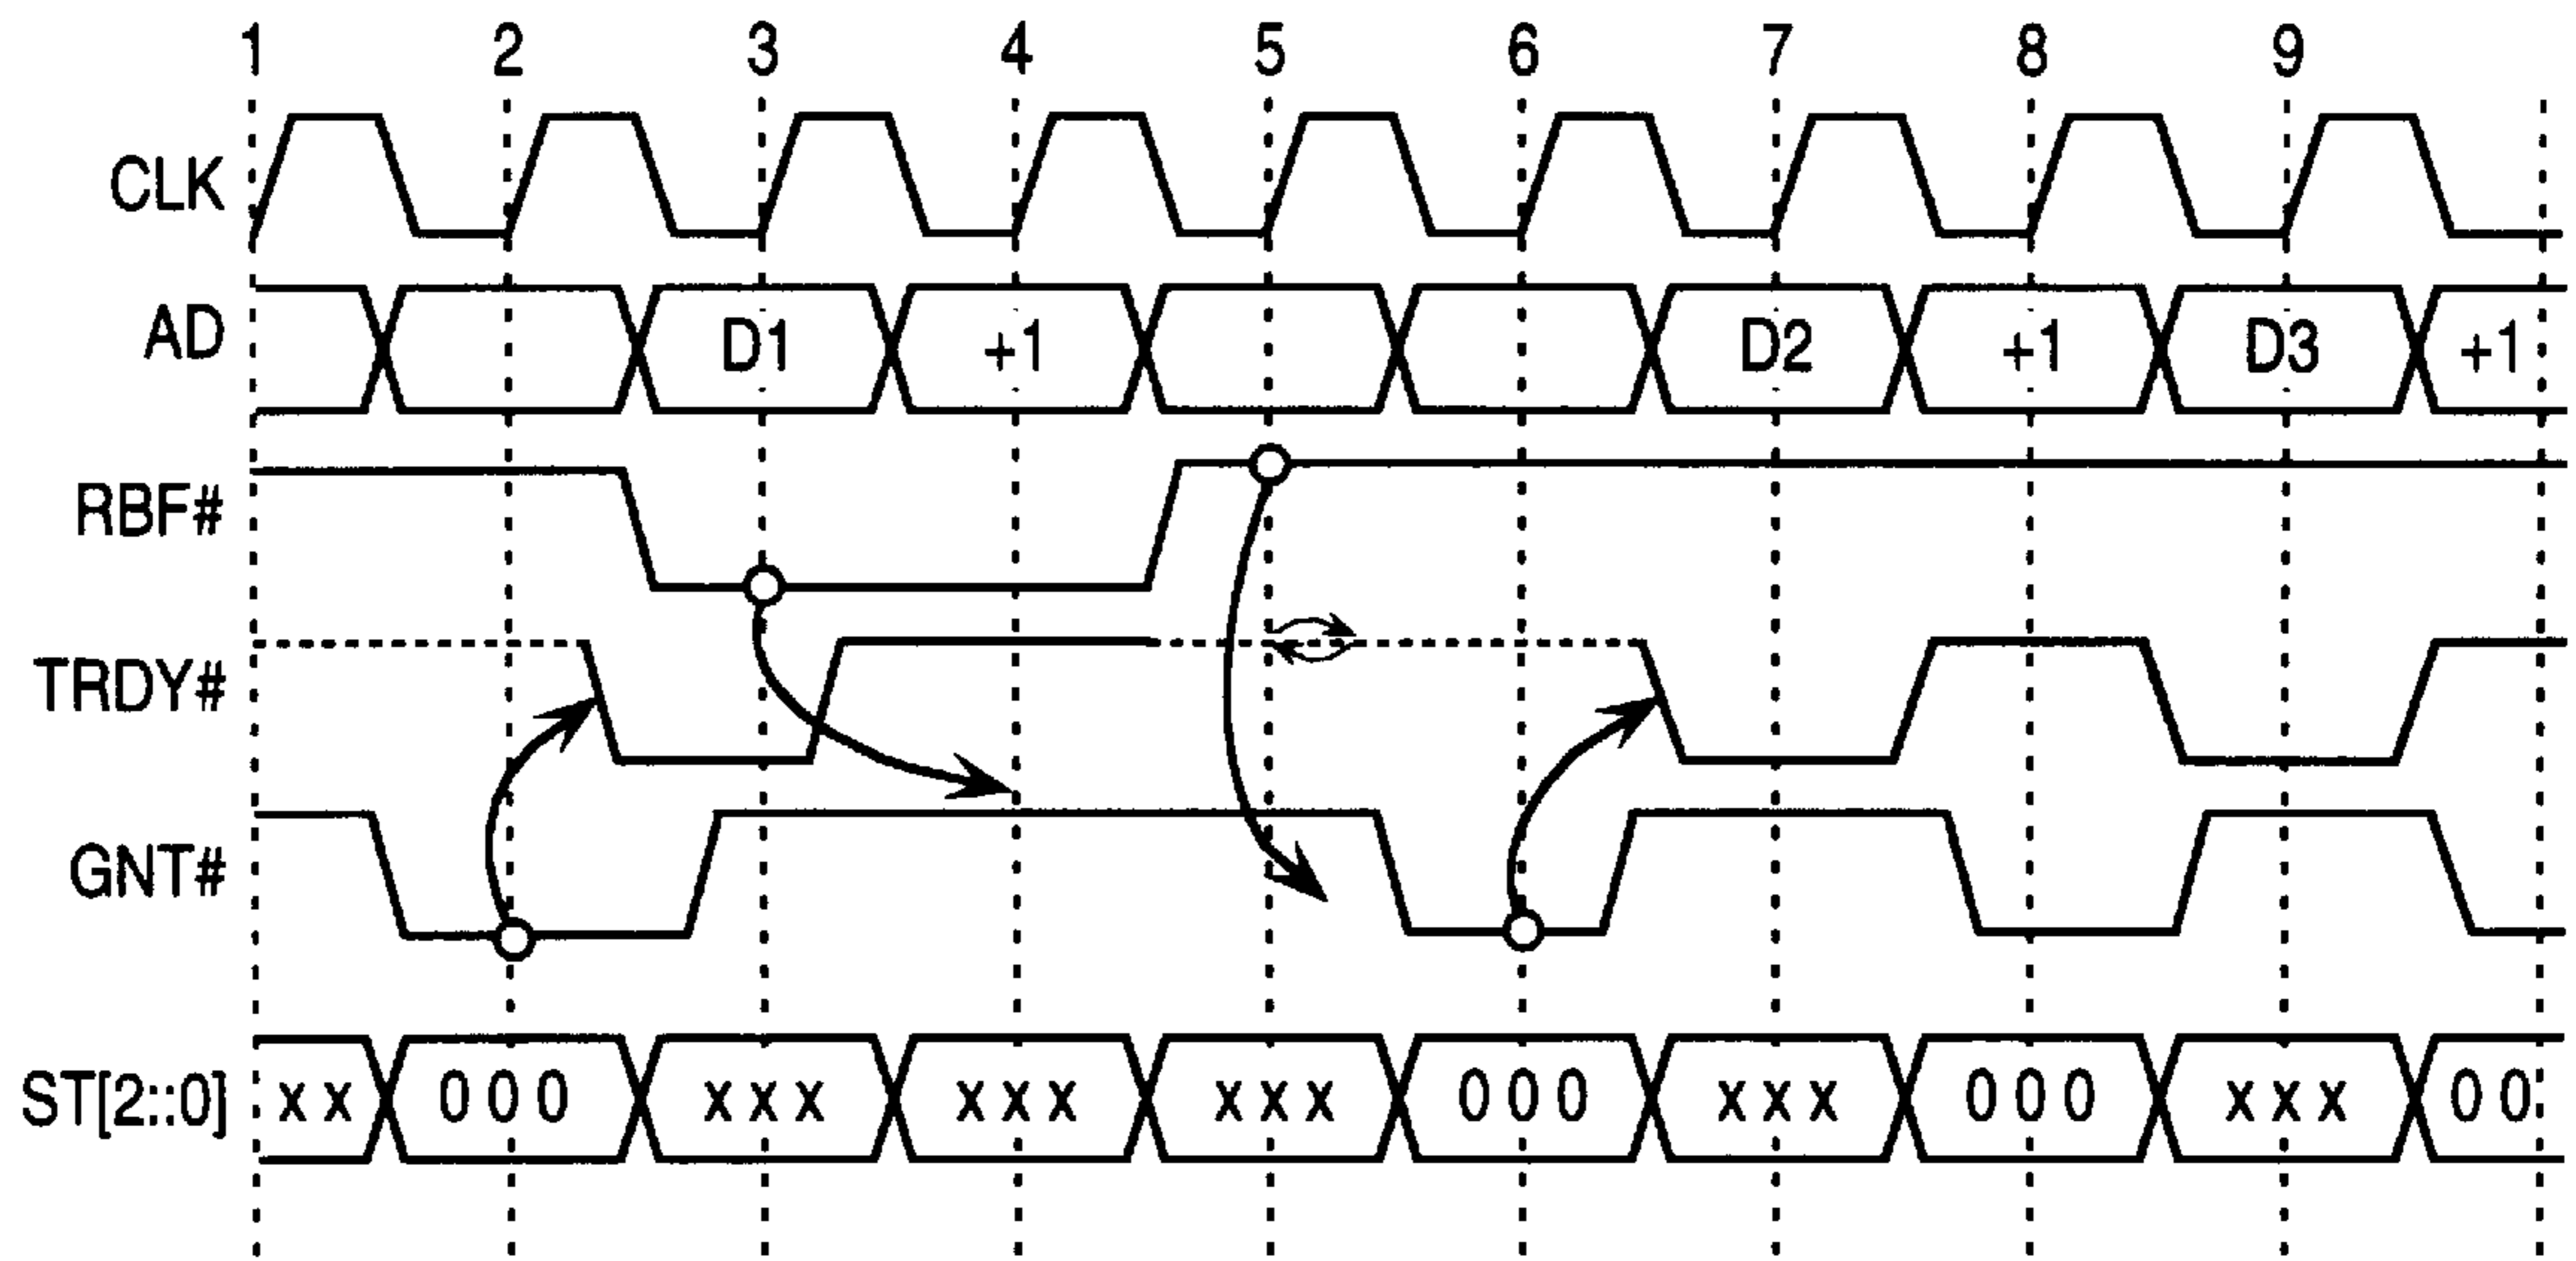 1 2 3 4 5 6 7 8 9
CLK
AD D1 +1 D2 +1 D3 +1
RBF#
TRDY#
GNT#
ST[2::0] x x 0 0 0 x x x x x x x x x 0 0 0 x x x 0 0 0 x x x 0 0